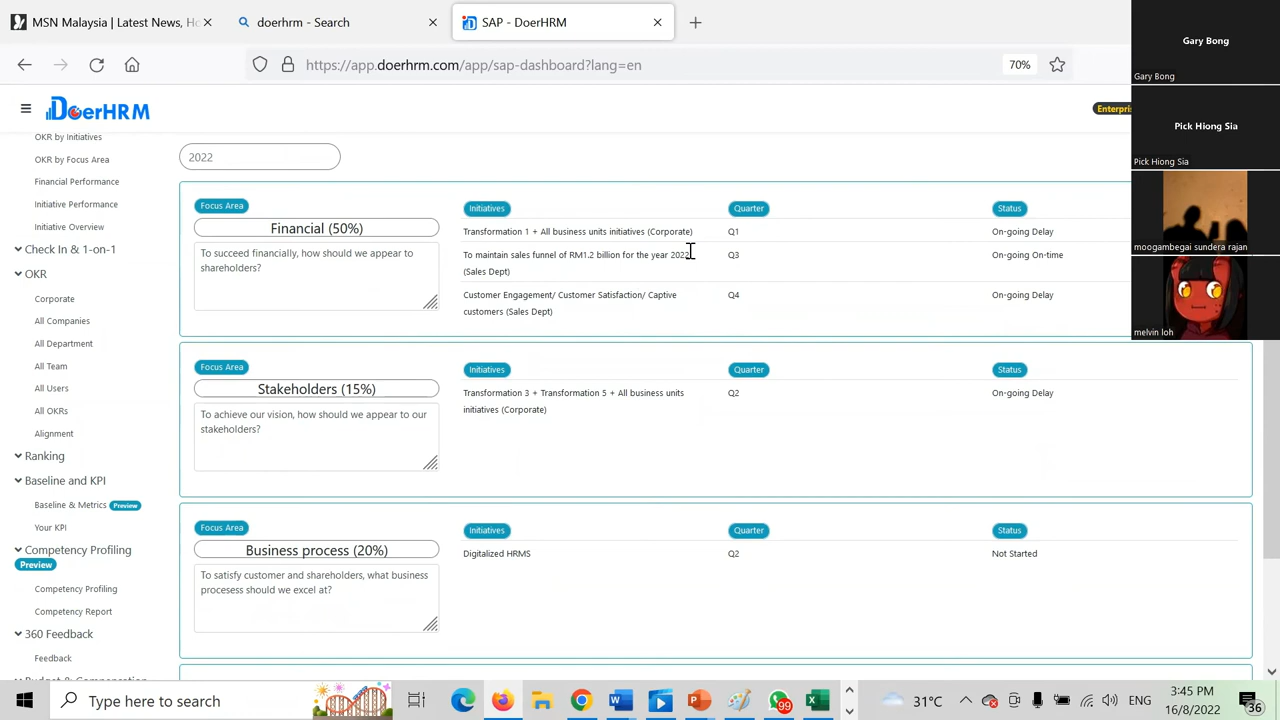 MSN Malaysia | Latest News, Ho
doerhrm - Search
SAP - DoerHRM
https://app.doerhrm.com/app/sap-dashboard?lang=en
70%
DoerHRM
Enterpri
Gary Bong
Gary Bong
Pick Hiong Sia
Pick Hiong Sia
moogambegai sundera rajan
melvin loh
OKR by Initiatives
OKR by Focus Area
Financial Performance
Initiative Performance
Initiative Overview
Check In & 1-on-1
OKR
Corporate
All Companies
All Department
All Team
All Users
All OKRs
Alignment
Ranking
Baseline and KPI
Baseline & Metrics Preview
Your KPI
Competency Profiling
Preview
Competency Profiling
Competency Report
360 Feedback
Feedback
Budget & Compensation
2022
Focus Area
Financial (50%)
To succeed financially, how should we appear to
shareholders?
Initiatives Quarter Status
Transformation 1 + All business units initiatives (Corporate) Q1 On-going Delay
To maintain sales funnel of RM1.2 billion for the year 2022 Q3 On-going On-time
(Sales Dept)
Customer Engagement/ Customer Satisfaction/ Captive Q4 On-going Delay
customers (Sales Dept)
Focus Area
Stakeholders (15%)
To achieve our vision, how should we appear to our
stakeholders?
Initiatives Quarter Status
Transformation 3 + Transformation 5 + All business units Q2 On-going Delay
initiatives (Corporate)
Focus Area
Business process (20%)
To satisfy customer and shareholders, what business
procesess should we excel at?
Initiatives Quarter Status
Digitalized HRMS Q2 Not Started
Type here to search
99
31°C
ENG
3:45 PM
16/8/2022
36